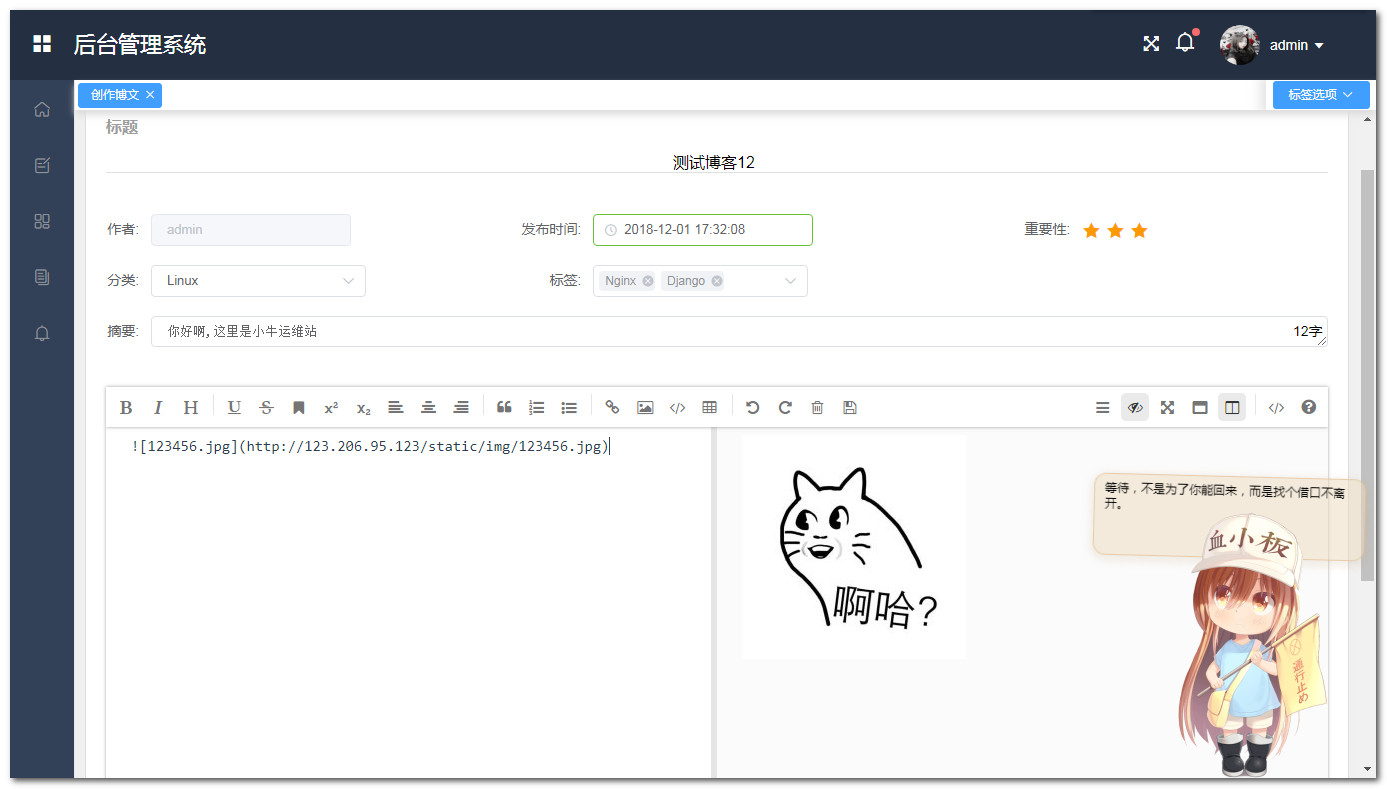 后台管理系统
admin
创作博文
标签选项
标题
测试博客12
作者: admin
发布时间: 2018-12-01 17:32:08
重要性:
分类: Linux
标签: Nginx Django
摘要: 你好啊,这里是小牛运维站
12字
![123456.jpg](http://123.206.95.123/static/img/123456.jpg)
啊哈?
等待，不是为了你能回来，而是找个借口不离
开。
血小板
通行止め